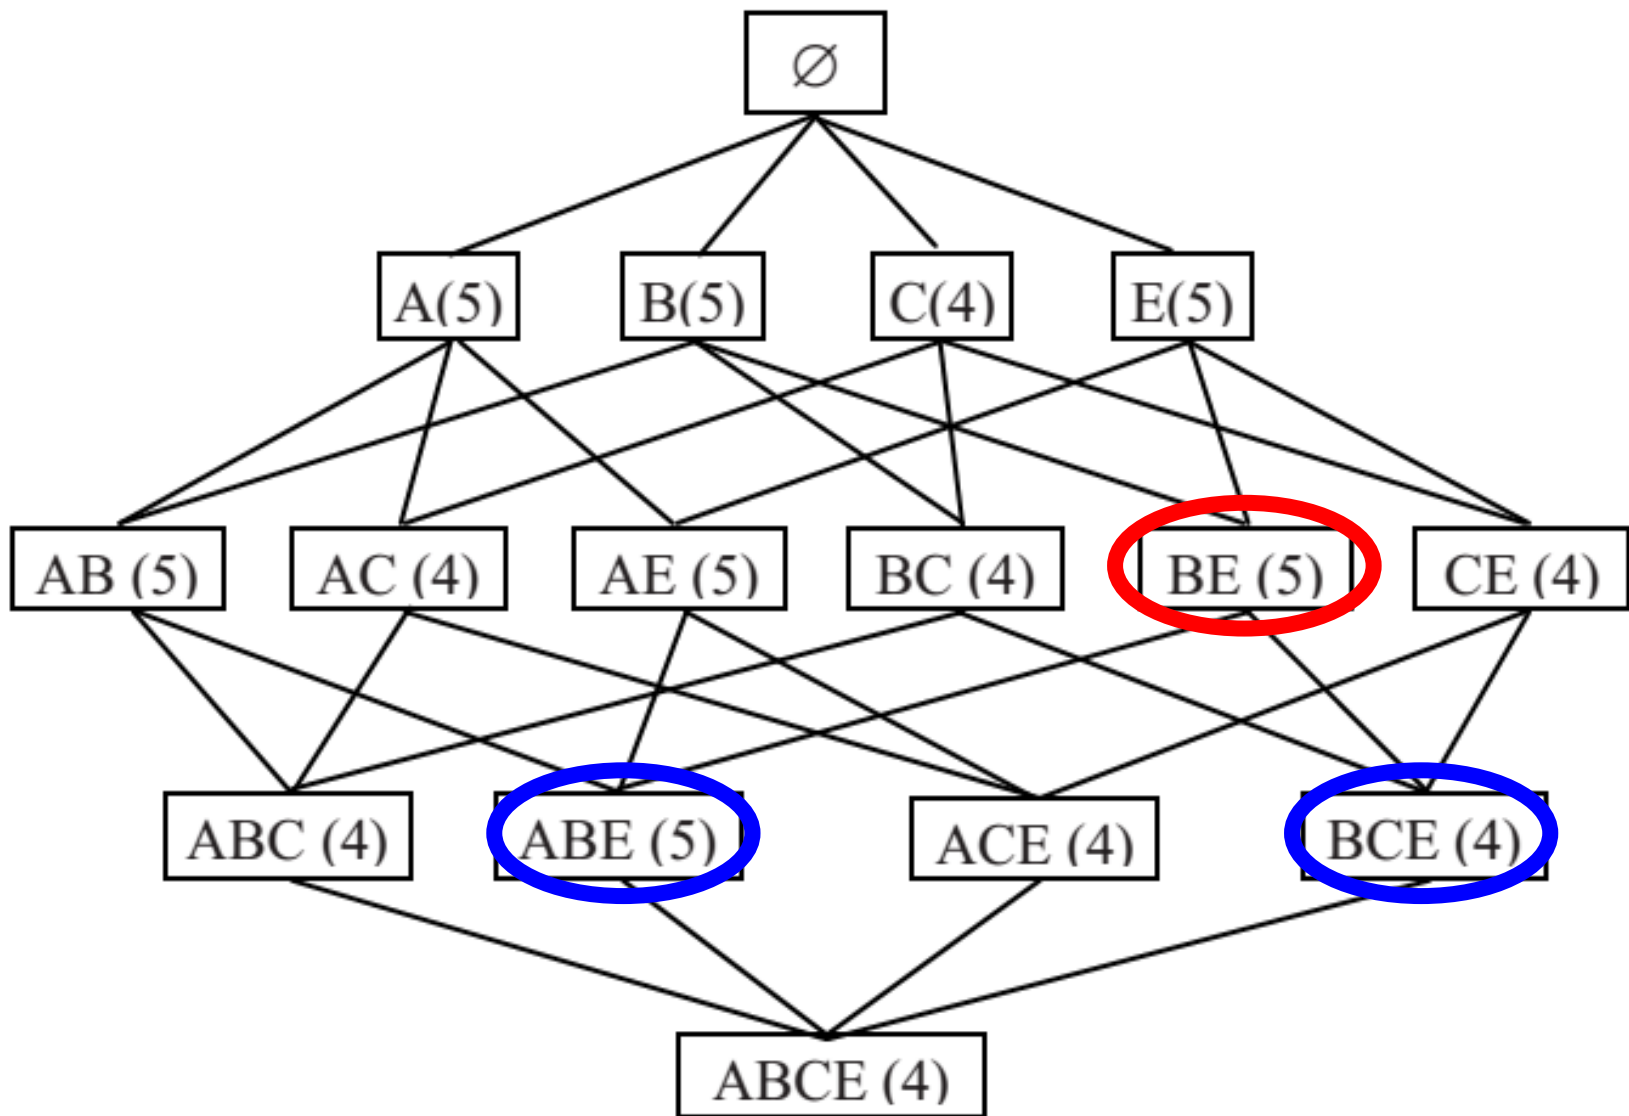 ∅
A(5) B(5) C(4) E(5)
AB (5) AC (4) AE (5) BC (4) BE (5) CE (4)
ABC (4) ABE (5) ACE (4) BCE (4)
ABCE (4)